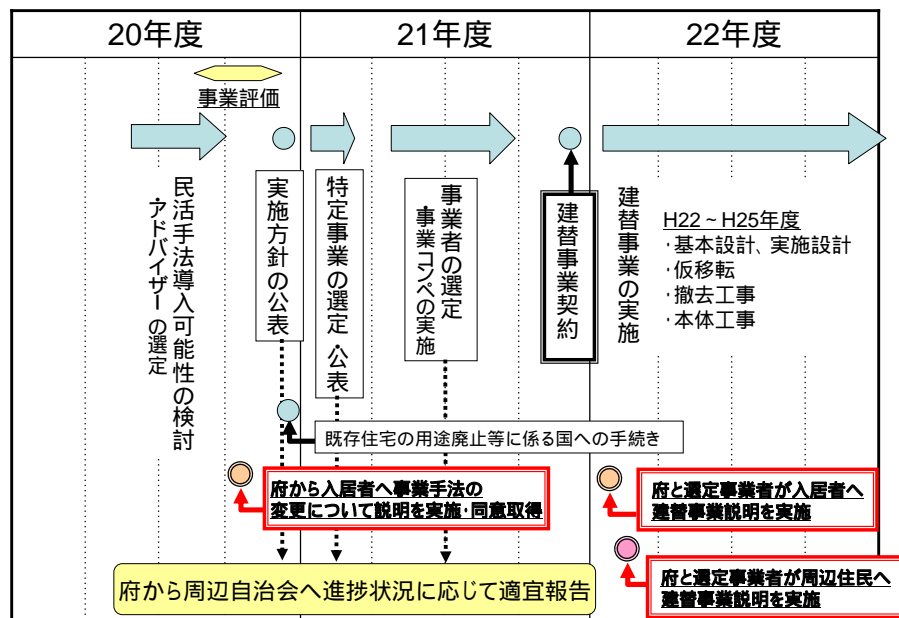 20年度
21年度
22年度
事業評価
民活手法導入可能性の検討
・アドバイザーの選定
実施方針の公表
特定事業の選定・公表
事業者の選定
・事業コンペの実施
建替事業契約
建替事業の実施
H22~H25年度
・基本設計、実施設計
・仮移転
・撤去工事
・本体工事
既存住宅の用途廃止等に係る国への手続き
府から入居者へ事業手法の
変更について説明を実施・同意取得
府と選定事業者が入居者へ
建替事業説明を実施
府と選定事業者が周辺住民へ
建替事業説明を実施
府から周辺自治会へ進捗状況に応じて適宜報告